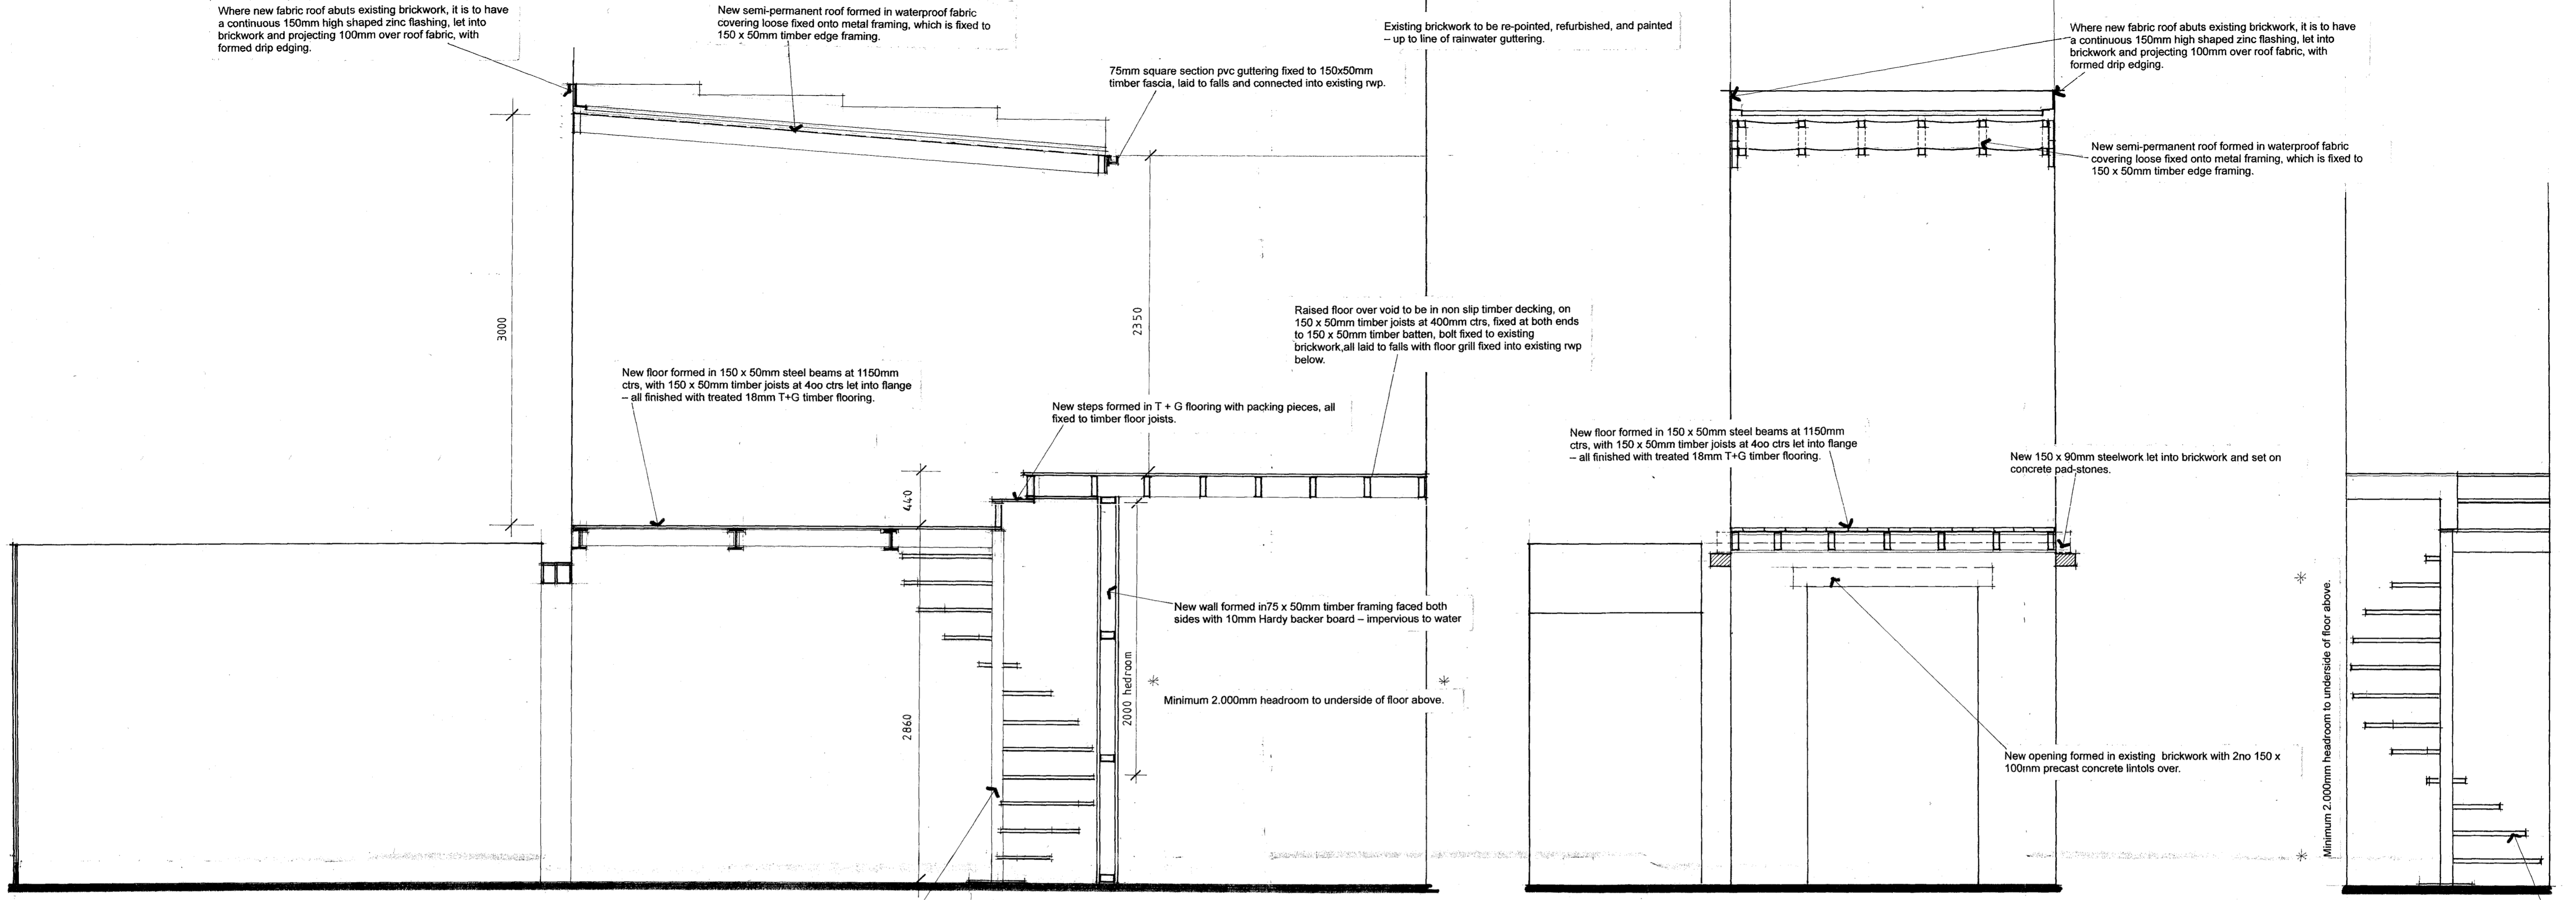 Where new fabric roof abuts existing brickwork, it is to have
a continuous 150mm high shaped zinc flashing, let into
brickwork and projecting 100mm over roof fabric, with
formed drip edging.
New semi-permanent roof formed in waterproof fabric
covering loose fixed onto metal framing, which is fixed to
150 x 50mm timber edge framing.
75mm square section pvc guttering fixed to 150x50mm
timber fascia, laid to falls and connected into existing rwp.
Existing brickwork to be re-pointed, refurbished, and painted
– up to line of rainwater guttering.
3000
2350
New floor formed in 150 x 50mm steel beams at 1150mm
ctrs, with 150 x 50mm timber joists at 4oo ctrs let into flange
– all finished with treated 18mm T+G timber flooring.
New steps formed in T + G flooring with packing pieces, all
fixed to timber floor joists.
Raised floor over void to be in non slip timber decking, on
150 x 50mm timber joists at 400mm ctrs, fixed at both ends
to 150 x 50mm timber batten, bolt fixed to existing
brickwork,all laid to falls with floor grill fixed into existing rwp
below.
440
2860
New wall formed in75 x 50mm timber framing faced both
sides with 10mm Hardy backer board – impervious to water
2000 hedroom
* *
Minimum 2.000mm headroom to underside of floor above.
Where new fabric roof abuts existing brickwork, it is to have
a continuous 150mm high shaped zinc flashing, let into
brickwork and projecting 100mm over roof fabric, with
formed drip edging.
New semi-permanent roof formed in waterproof fabric
covering loose fixed onto metal framing, which is fixed to
150 x 50mm timber edge framing.
New floor formed in 150 x 50mm steel beams at 1150mm
ctrs, with 150 x 50mm timber joists at 4oo ctrs let into flange
– all finished with treated 18mm T+G timber flooring.
New 150 x 90mm steelwork let into brickwork and set on
concrete pad-stones.
New opening formed in existing brickwork with 2no 150 x
100mm precast concrete lintols over.
* *
Minimum 2.000mm headroom to underside of floor above.